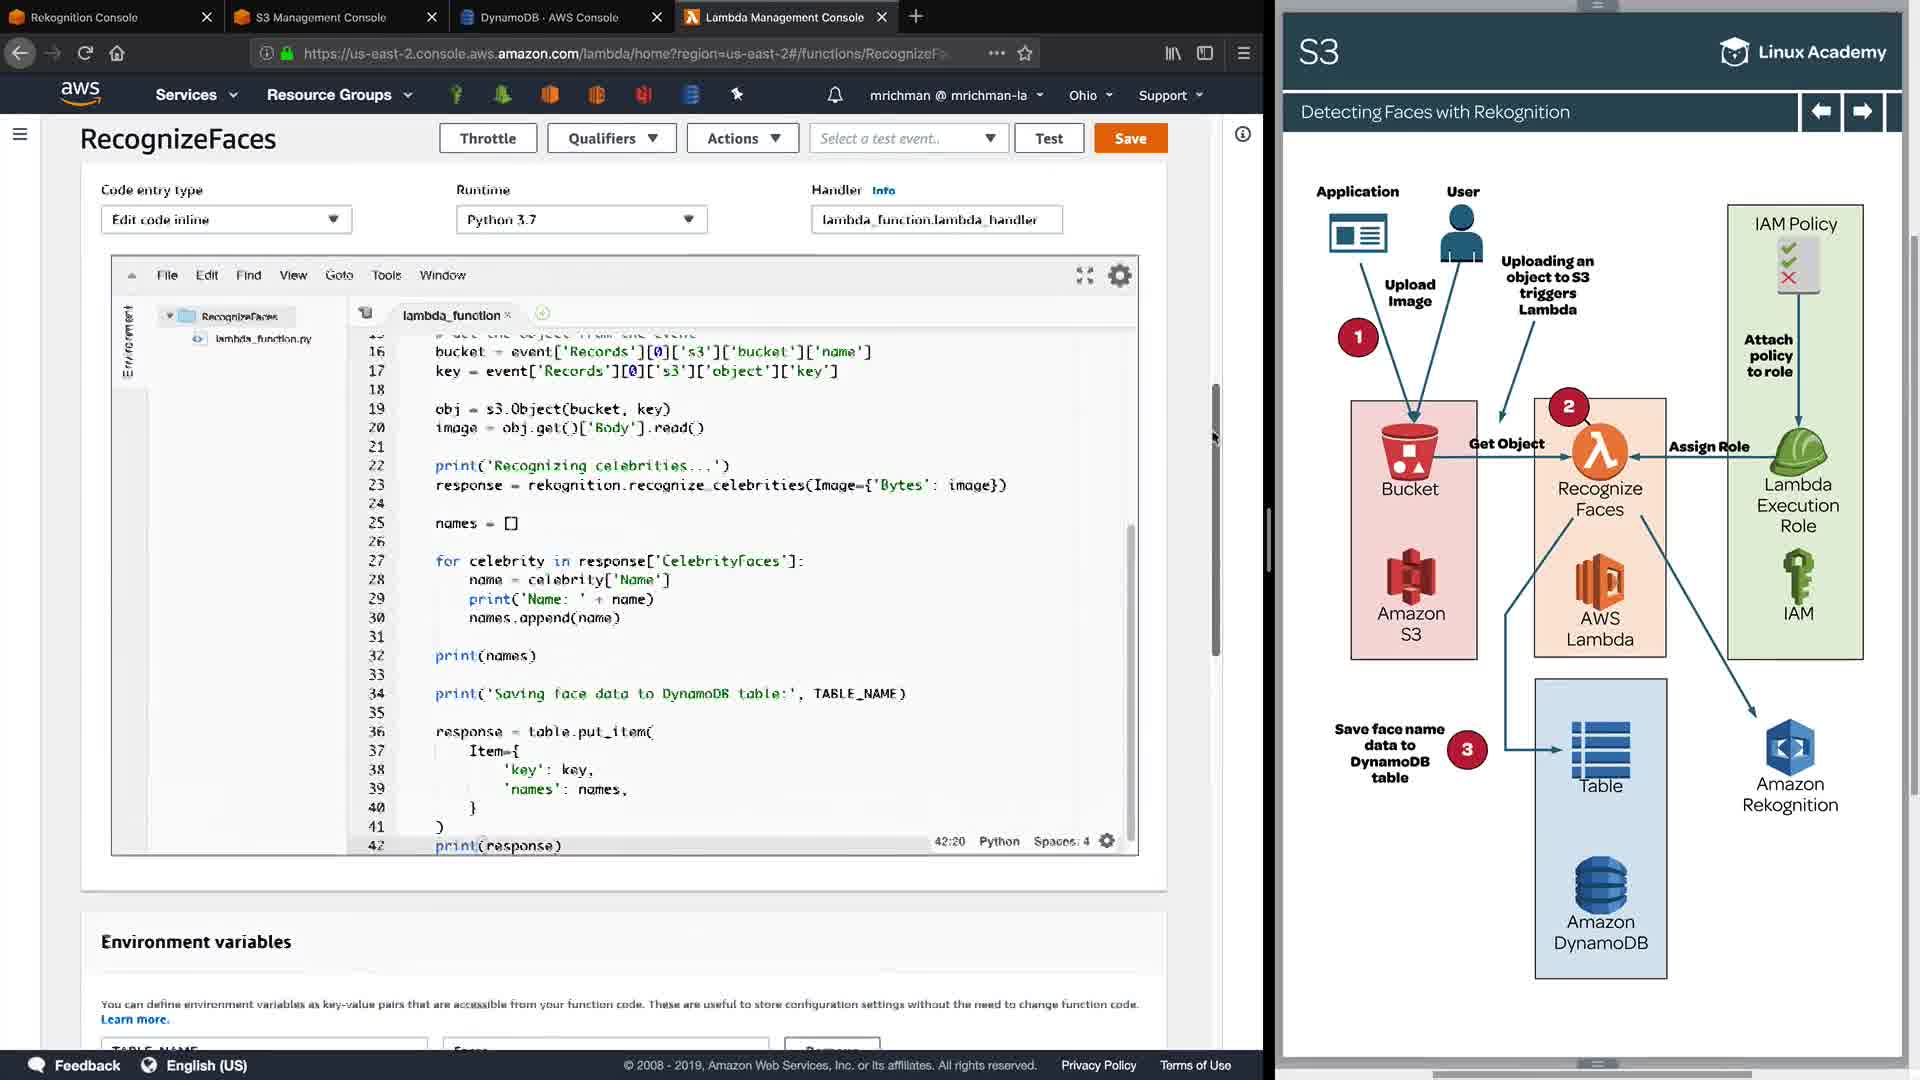 Rekognition Console
S3 Management Console
DynamoDB · AWS Console
Lambda Management Console
https://us-east-2.console.aws.amazon.com/lambda/home?region=us-east-2#/functions/RecognizeFa
aws
Services
Resource Groups
mrichman @ mrichman-la
Ohio
Support
RecognizeFaces
Throttle
Qualifiers
Actions
Select a test event..
Test
Save
Code entry type
Runtime
Handler Info
Edit code inline
Python 3.7
lambda_function.lambda_handler
File Edit Find View Goto Tools Window
Environment
RecognizeFaces
lambda_function.py
lambda_function
15 # Get the object from the event
16 bucket = event['Records'][0]['s3']['bucket']['name']
17 key = event['Records'][0]['s3']['object']['key']
18
19 obj = s3.Object(bucket, key)
20 image = obj.get()['Body'].read()
21
22 print('Recognizing celebrities...')
23 response = rekognition.recognize_celebrities(Image={'Bytes': image})
24
25 names = []
26
27 for celebrity in response['CelebrityFaces']:
28 name = celebrity['Name']
29 print('Name: ' + name)
30 names.append(name)
31
32 print(names)
33
34 print('Saving face data to DynamoDB table:', TABLE_NAME)
35
36 response = table.put_item(
37 Item={
38 'key': key,
39 'names': names,
40 }
41 )
42 print(response)
42:20 Python Spaces: 4
Environment variables
You can define environment variables as key-value pairs that are accessible from your function code. These are useful to store configuration settings without the need to change function code.
Learn more.
TABLE_NAME
Remove
Feedback
English (US)
© 2008 - 2019, Amazon Web Services, Inc. or its affiliates. All rights reserved.
Privacy Policy
Terms of Use
S3
Linux Academy
Detecting Faces with Rekognition
Application
User
IAM Policy
Upload
Image
Uploading an
object to S3
triggers
Lambda
1
Attach
policy
to role
2
Get Object
Assign Role
Bucket
Recognize
Faces
Lambda
Execution
Role
Amazon
S3
AWS
Lambda
IAM
Save face name
data to
DynamoDB
table
3
Table
Amazon
Rekognition
Amazon
DynamoDB